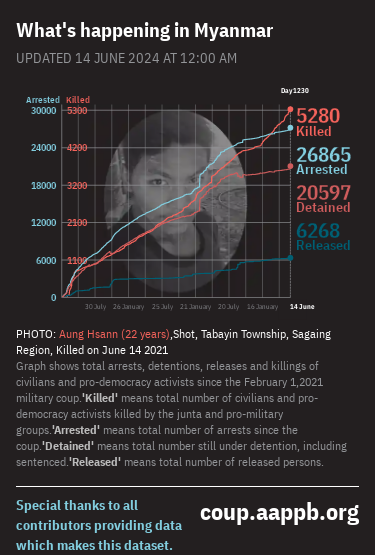 What's happening in Myanmar
UPDATED 14 JUNE 2024 AT 12:00 AM
Day1230
Arrested Killed
30000 5300
24000 4200
18000 3200
12000 2100
6000 1100
0
5280
Killed
26865
Arrested
20597
Detained
6268
Released
30 July 26 January 25 July 21 January 20 July 16 January 14 June
PHOTO: Aung Hsann (22 years),Shot, Tabayin Township, Sagaing
Region, Killed on June 14 2021
Graph shows total arrests, detentions, releases and killings of
civilians and pro-democracy activists since the February 1,2021
military coup.'Killed' means total number of civilians and pro-
democracy activists killed by the junta and pro-military
groups.'Arrested' means total number of arrests since the
coup.'Detained' means total number still under detention, including
sentenced.'Released' means total number of released persons.
Special thanks to all
contributors providing data
which makes this dataset.
coup.aappb.org